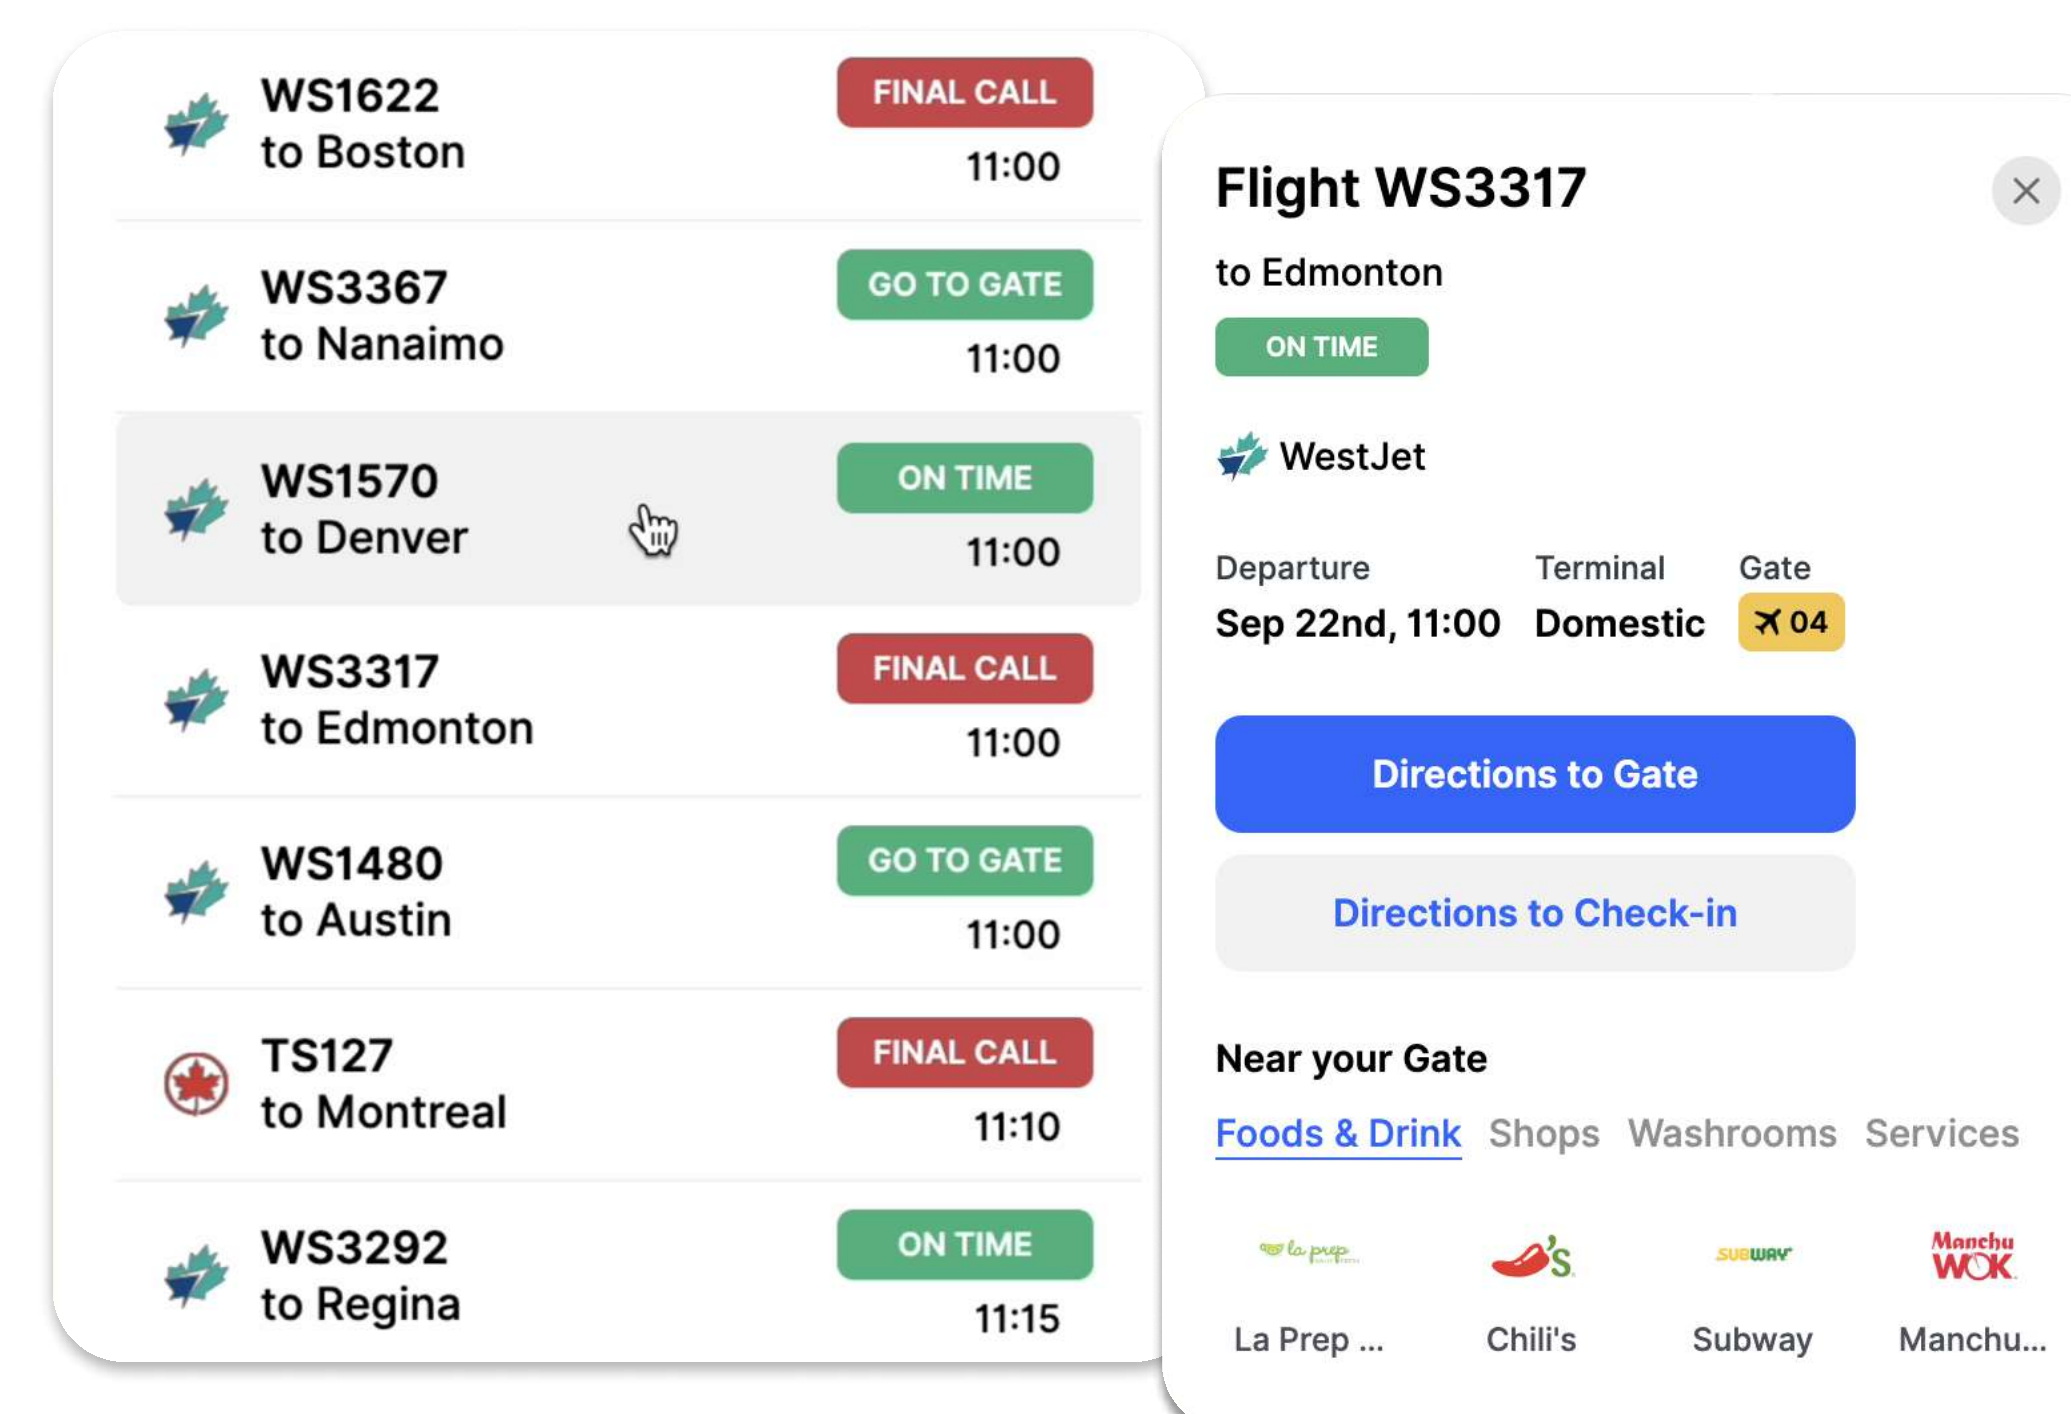 WS1622
to Boston
FINAL CALL
11:00
WS3367
to Nanaimo
GO TO GATE
11:00
WS1570
to Denver
ON TIME
11:00
WS3317
to Edmonton
FINAL CALL
11:00
WS1480
to Austin
GO TO GATE
11:00
TS127
to Montreal
FINAL CALL
11:10
WS3292
to Regina
ON TIME
11:15
Flight WS3317
to Edmonton
ON TIME
WestJet
Departure Terminal Gate
Sep 22nd, 11:00 Domestic 04
Directions to Gate
Directions to Check-in
Near your Gate
Foods & Drink Shops Washrooms Services
la prep 's SUBWAY Manchu
WOK
La Prep ... Chili's Subway Manchu...